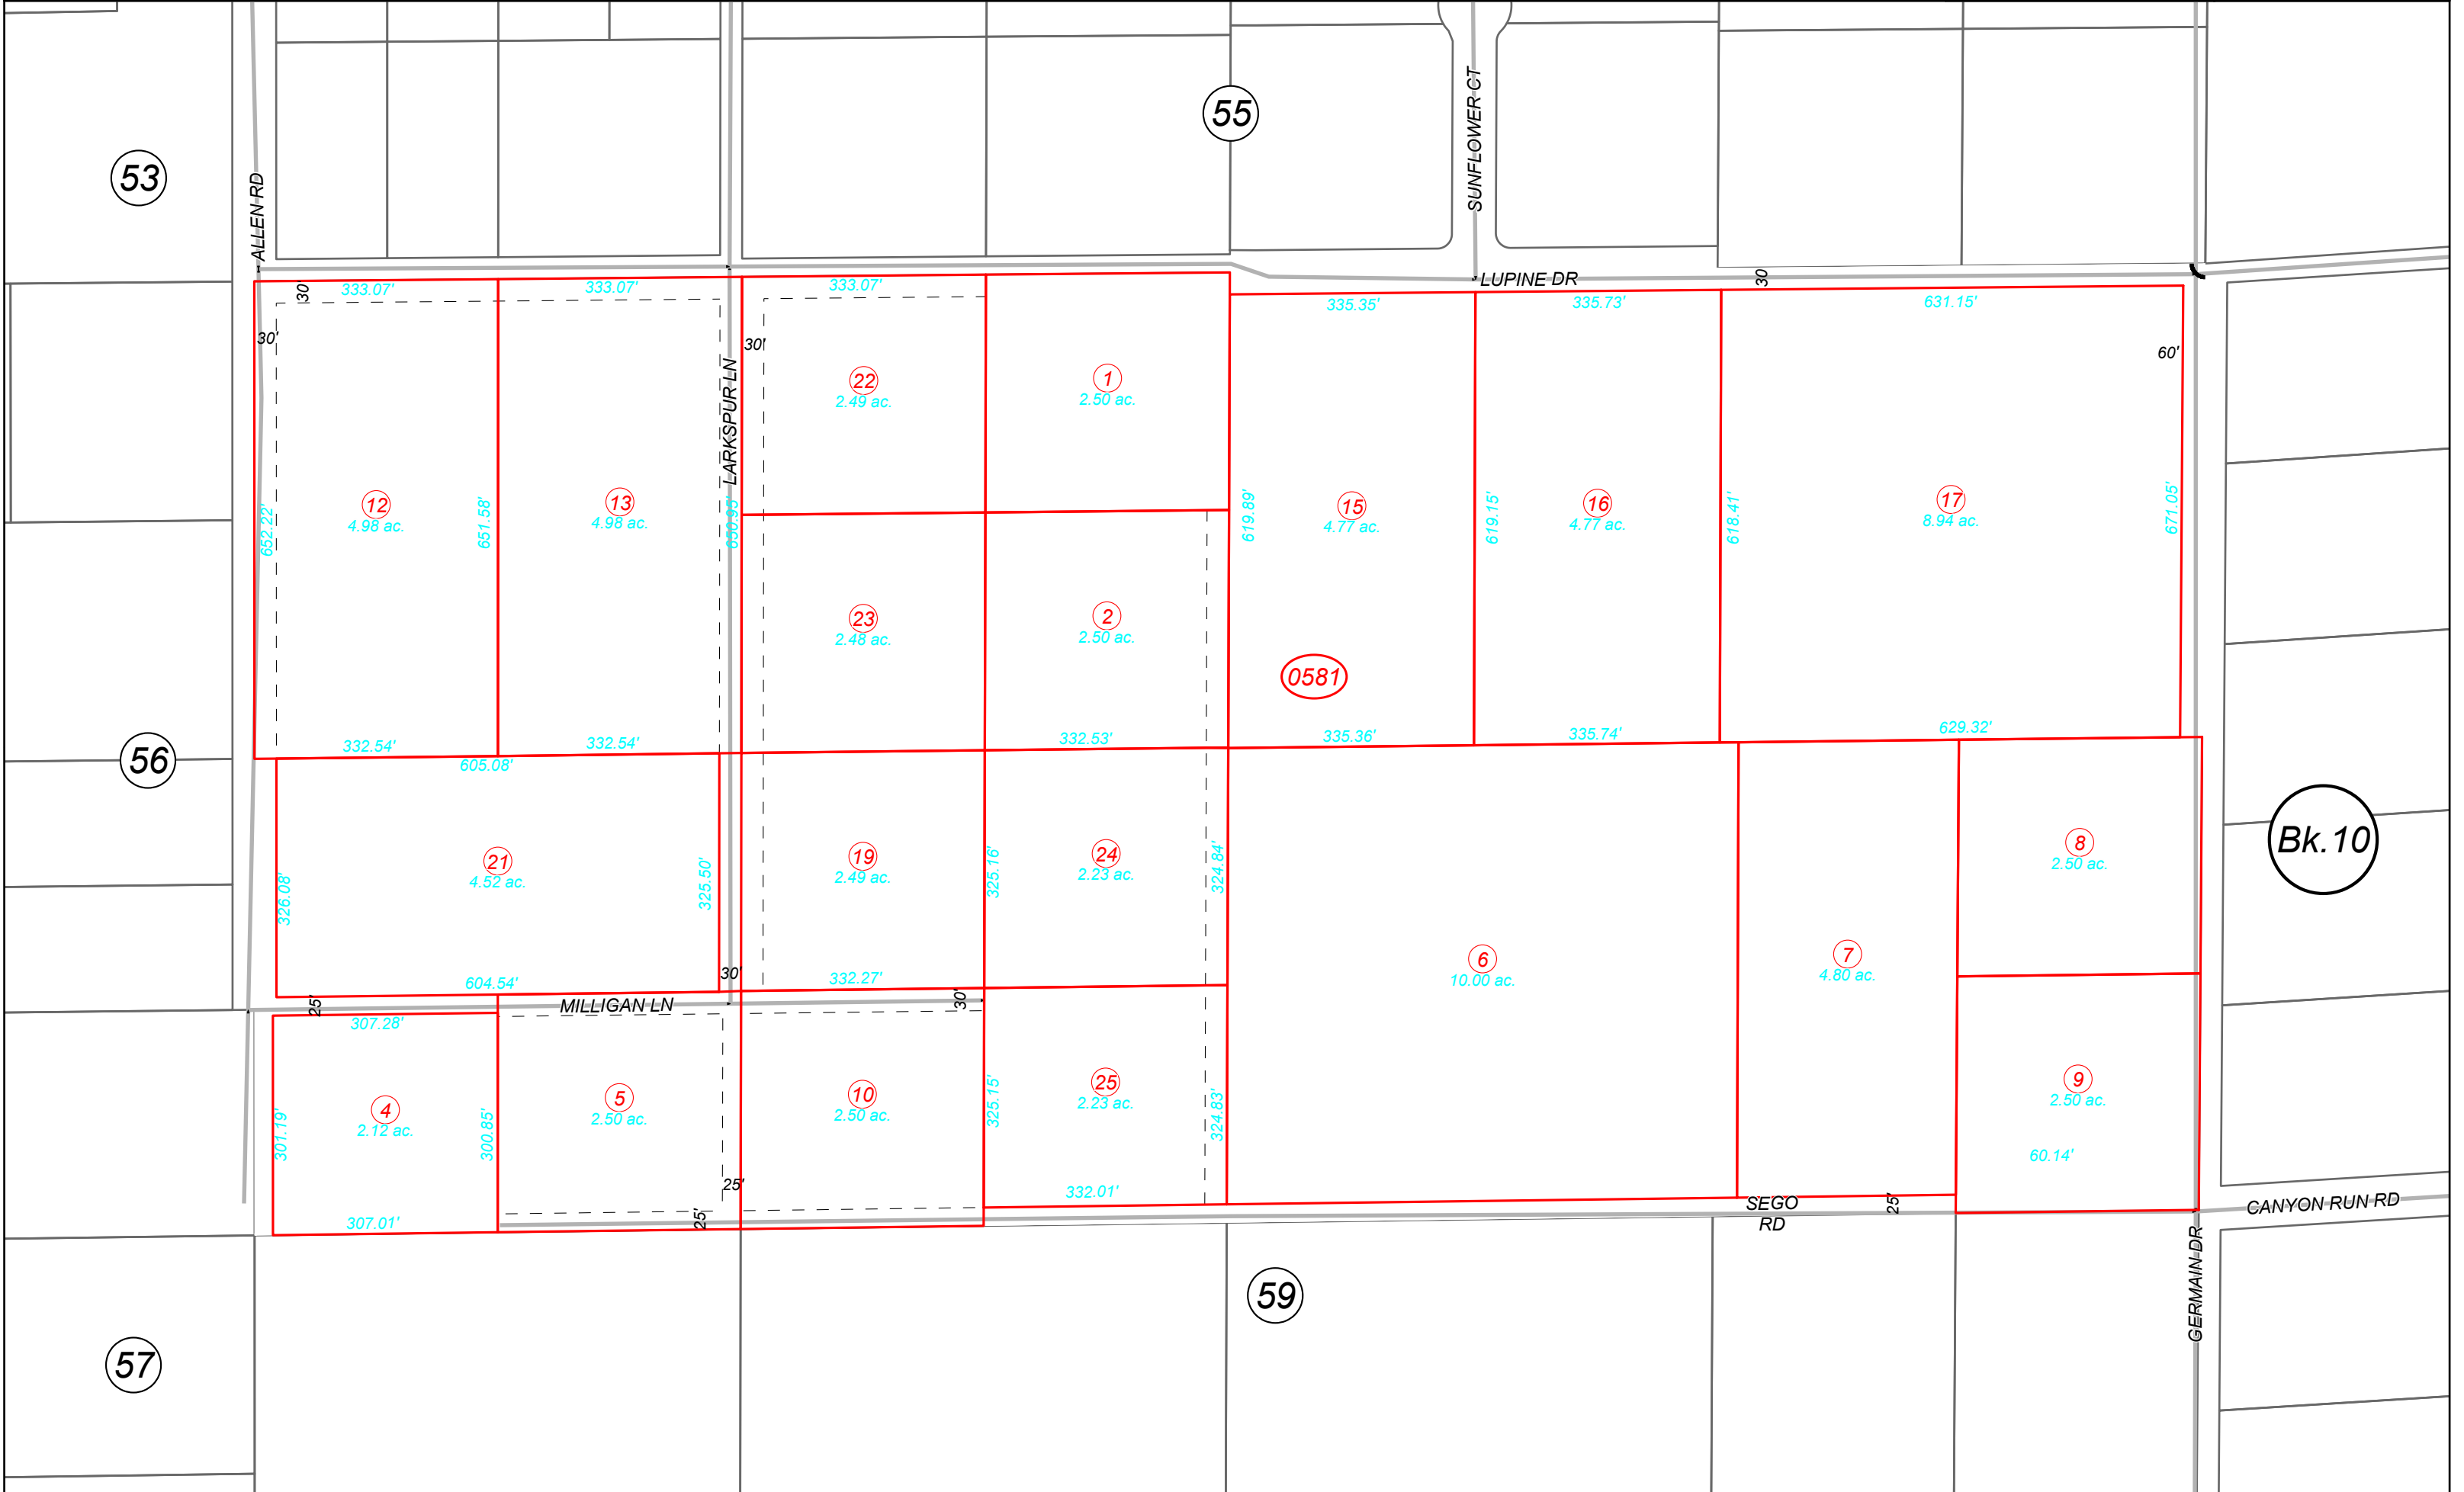 55
53
ALLEN RD
SUNFLOWER CT
LUPINE DR
30'
333.07'
333.07'
333.07'
30
335.35'
335.73'
631.15'
30'
30'
60'
LARKSPUR LN
22
2.49 ac.
1
2.50 ac.
12
4.98 ac.
13
4.98 ac.
15
4.77 ac.
16
4.77 ac.
17
8.94 ac.
652.22'
651.58'
650.95'
619.89'
619.15'
618.41'
671.05'
23
2.48 ac.
2
2.50 ac.
0581
332.54'
332.54'
332.53'
335.36'
335.74'
629.32'
56
605.08'
21
4.52 ac.
19
2.49 ac.
24
2.23 ac.
8
2.50 ac.
Bk.10
326.08'
325.50'
325.16'
324.84'
6
10.00 ac.
7
4.80 ac.
604.54'
30'
332.27'
25'
MILLIGAN LN
30'
307.28'
4
2.12 ac.
5
2.50 ac.
10
2.50 ac.
25
2.23 ac.
9
2.50 ac.
301.19'
300.85'
325.15'
324.83'
60.14'
25'
332.01'
307.01'
25'
SEGO
RD
25'
CANYON RUN RD
GERMAIN DR
59
57